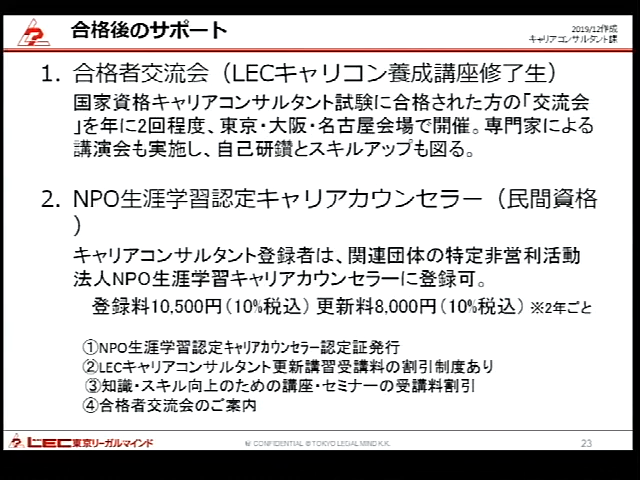 合格後のサポート
2019/12作成
キャリアコンサルタント課
1. 合格者交流会（LECキャリコン養成講座修了生）
国家資格キャリアコンサルタント試験に合格された方の「交流会
」を年に2回程度、東京・大阪・名古屋会場で開催。専門家による
講演会も実施し、自己研鑽とスキルアップも図る。
2. NPO生涯学習認定キャリアカウンセラー（民間資格
）
キャリアコンサルタント登録者は、関連団体の特定非営利活動
法人NPO生涯学習キャリアカウンセラーに登録可。
登録料10,500円（10%税込） 更新料8,000円（10%税込） ※2年ごと
①NPO生涯学習認定ｷｬﾘｱｶｳﾝｾﾗｰ認定証発行
②LECキャリアコンサルタント更新講習受講料の割引制度あり
③知識・スキル向上のための講座・セミナーの受講料割引
④合格者交流会のご案内
LEC東京リーガルマインド
CONFIDENTIAL © TOKYO LEGAL MIND K.K.
23